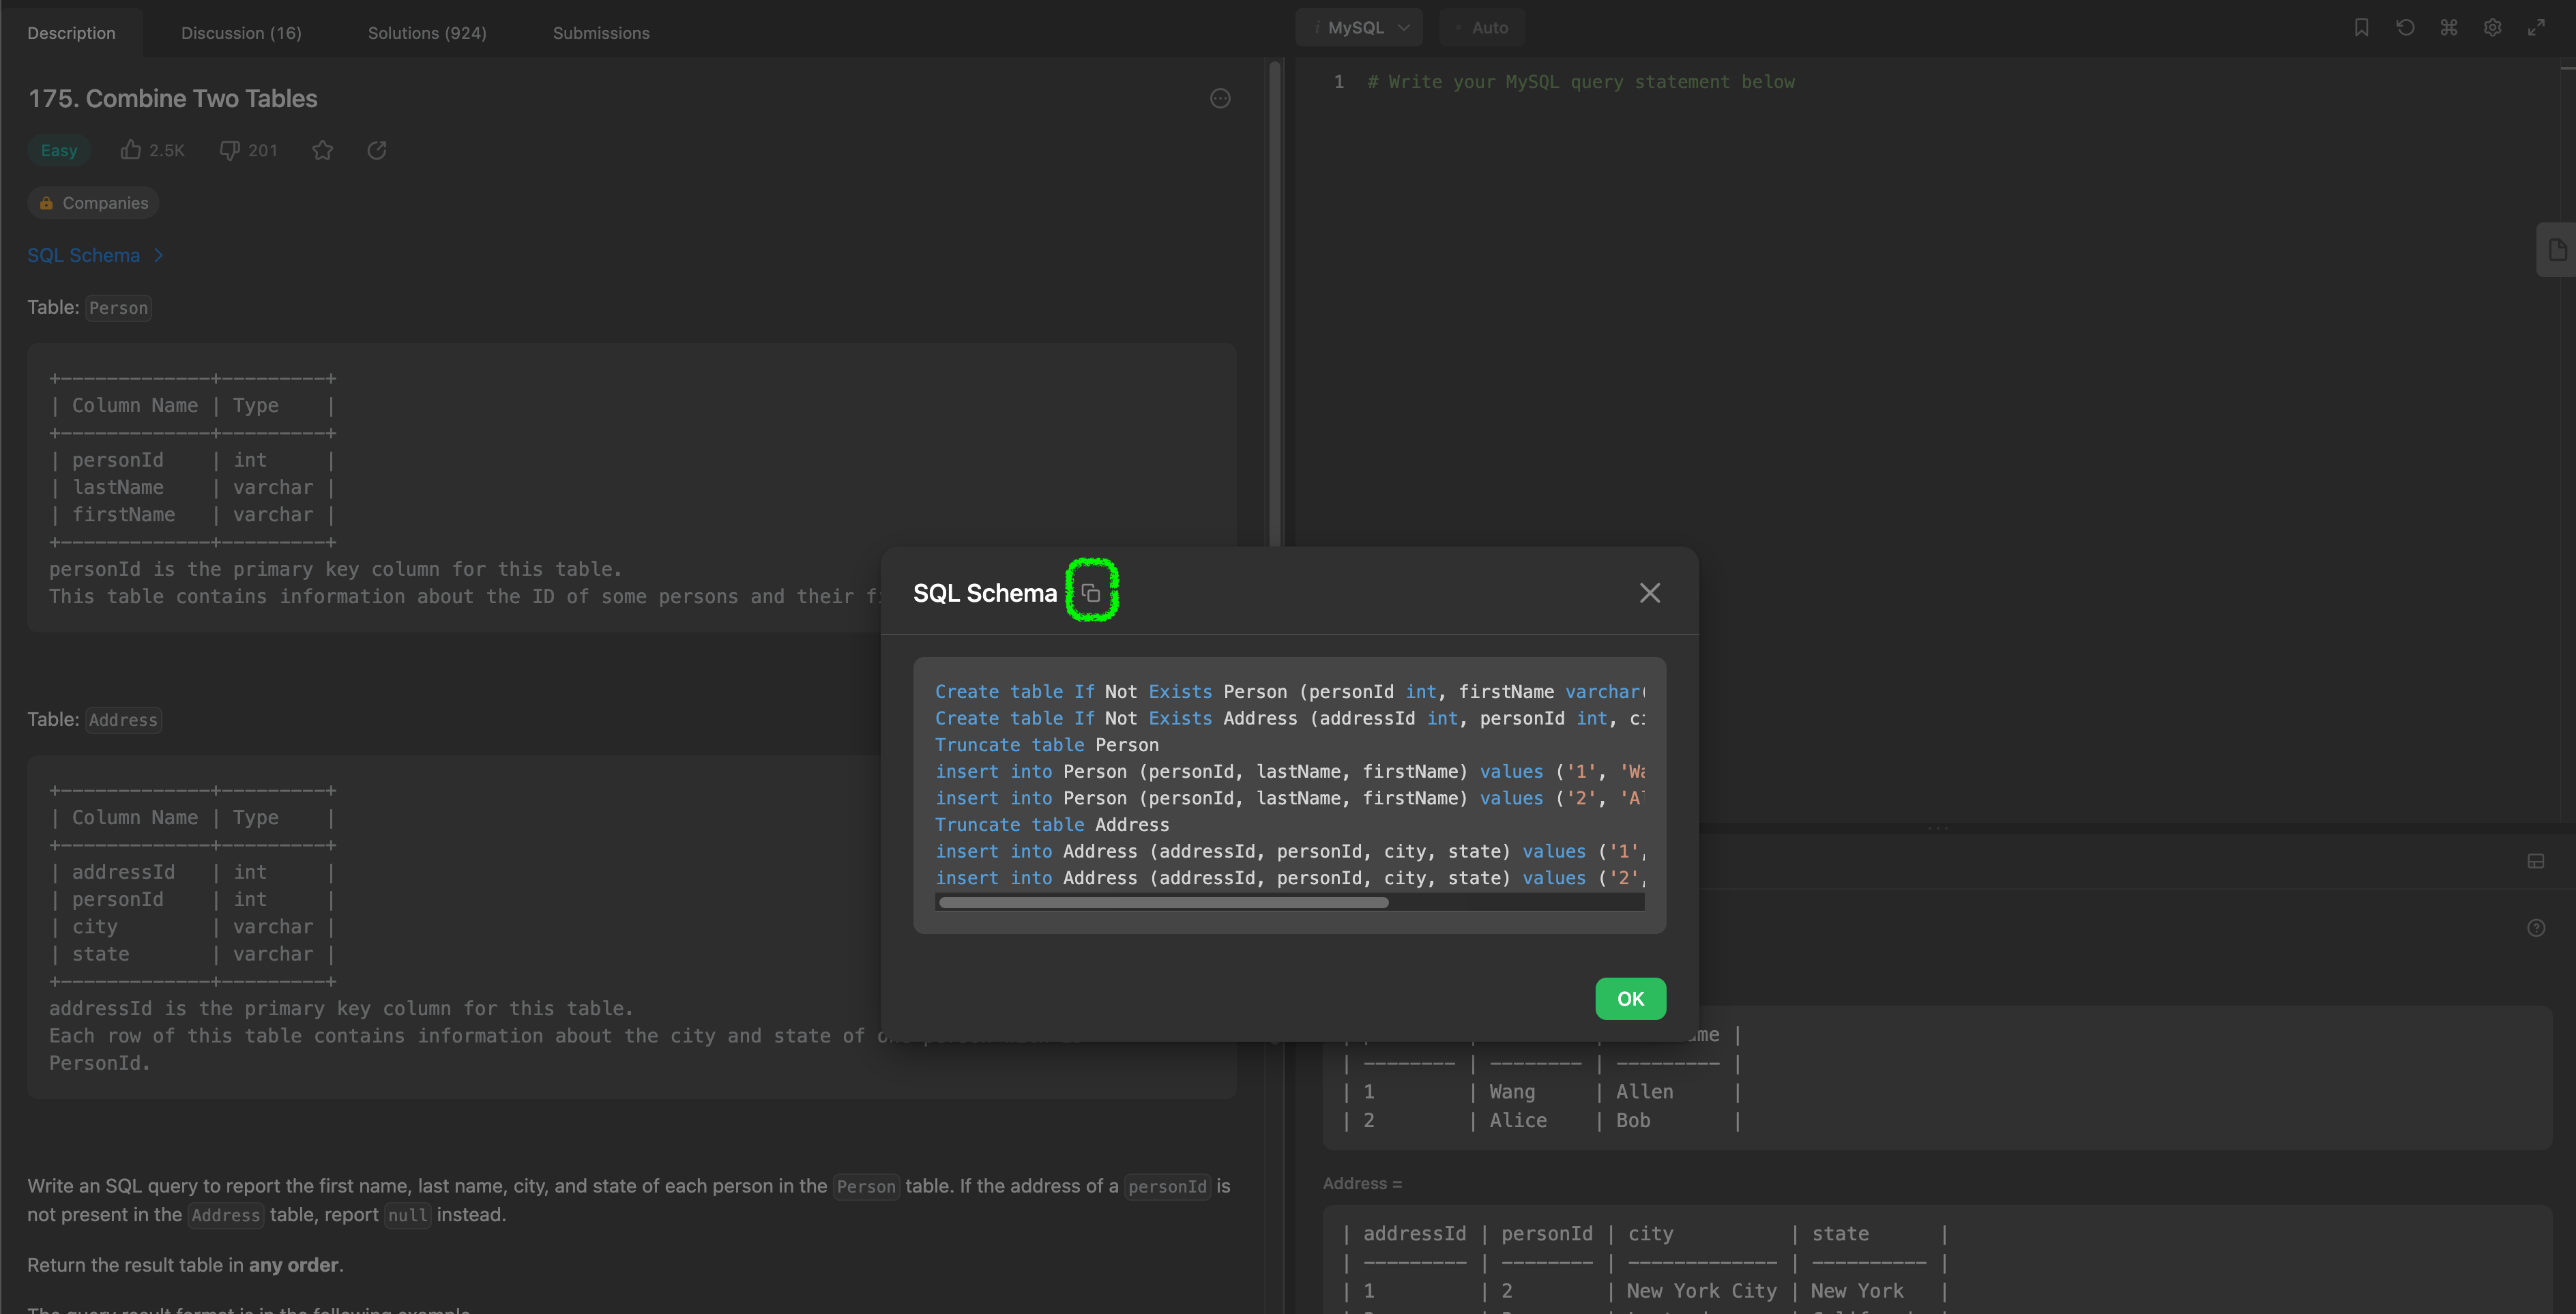 Description Discussion (16) Solutions (924) Submissions
175. Combine Two Tables
Easy 2.5K 201
Companies
SQL Schema >
Table: Person
+-------------+---------+
| Column Name | Type    |
+-------------+---------+
| personId    | int     |
| lastName    | varchar |
| firstName   | varchar |
+-------------+---------+
personId is the primary key column for this table.
This table contains information about the ID of some persons and their
Table: Address
+-------------+---------+
| Column Name | Type    |
+-------------+---------+
| addressId   | int     |
| personId    | int     |
| city        | varchar |
| state       | varchar |
+-------------+---------+
addressId is the primary key column for this table.
Each row of this table contains information about the city and state of
PersonId.
Write an SQL query to report the first name, last name, city, and state of each person in the Person table. If the address of a personId is
not present in the Address table, report null instead.
Return the result table in any order.
The query result format is in the following example.
i MySQL • Auto
1 # Write your MySQL query statement below
SQL Schema
Create table If Not Exists Person (personId int, firstName varchar(
Create table If Not Exists Address (addressId int, personId int,
Truncate table Person
insert into Person (personId, lastName, firstName) values ('1', 'Wa
insert into Person (personId, lastName, firstName) values ('2', 'Al
Truncate table Address
insert into Address (addressId, personId, city, state) values ('1',
insert into Address (addressId, personId, city, state) values ('2',
OK
me |
| -------- | -------- | --------- |
| 1        | Wang     | Allen     |
| 2        | Alice    | Bob       |
Address =
| addressId | personId | city          | state      |
| --------- | -------- | ------------- | ---------- |
| 1         | 2        | New York City | New York   |